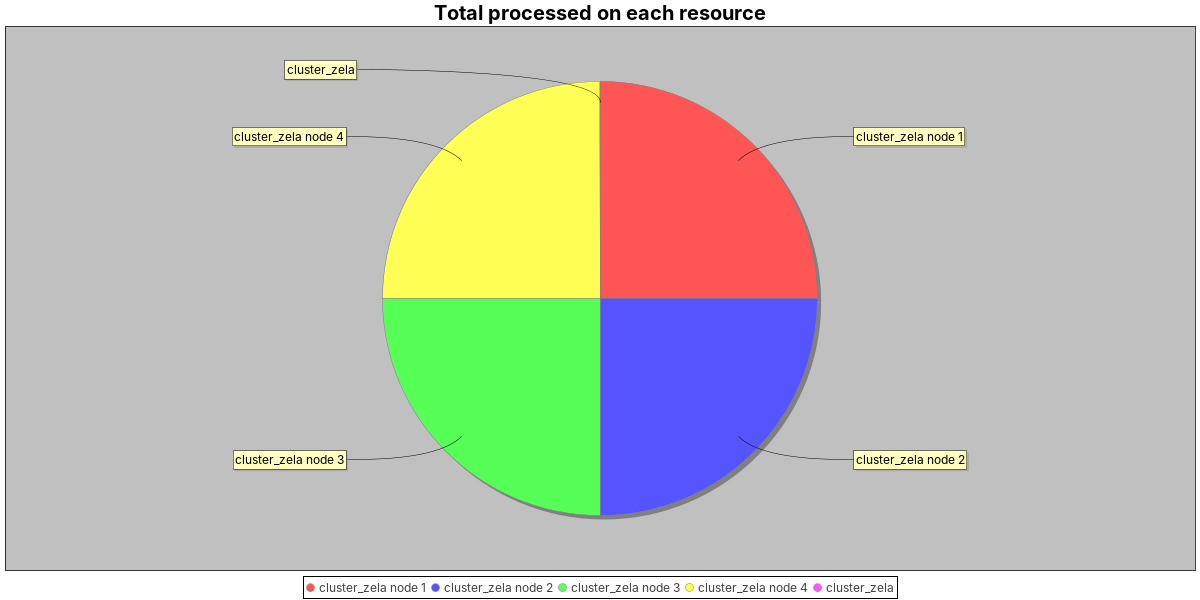 Total processed on each resource
cluster_zela
cluster_zela node 4
cluster_zela node 1
cluster_zela node 3
cluster_zela node 2
cluster_zela node 1 cluster_zela node 2 cluster_zela node 3 cluster_zela node 4 cluster_zela